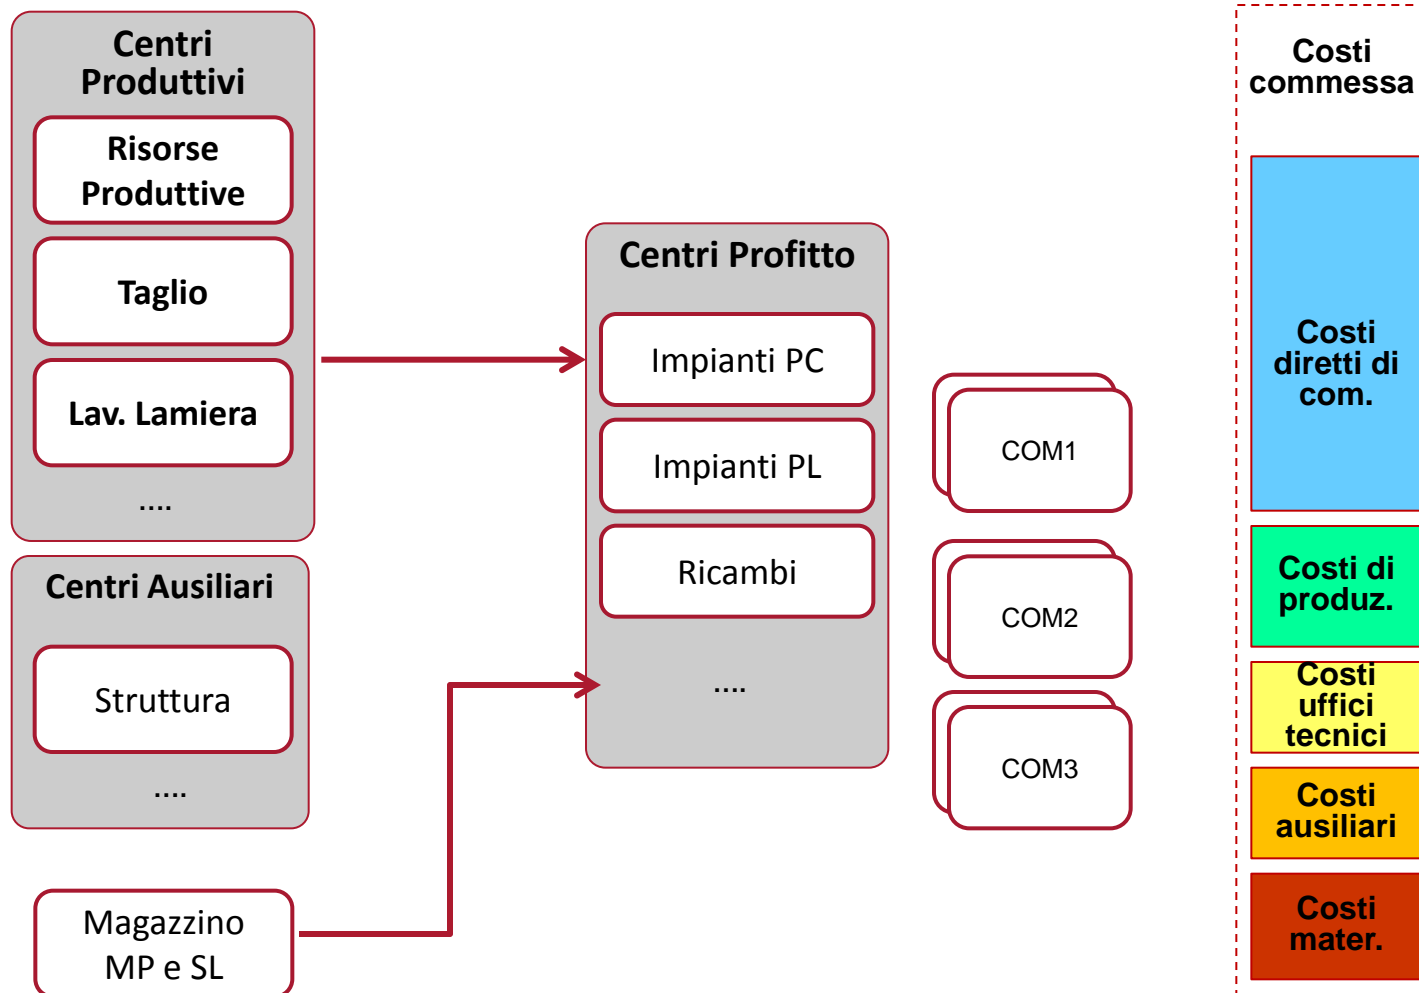 Centri
Produttivi
Risorse
Produttive
Taglio
Lav. Lamiera
....
Centri Ausiliari
Struttura
....
Magazzino
MP e SL
Centri Profitto
Impianti PC
Impianti PL
Ricambi
....
COM1
COM2
COM3
Costi
commessa
Costi
diretti di
com.
Costi di
produz.
Costi
uffici
tecnici
Costi
ausiliari
Costi
mater.